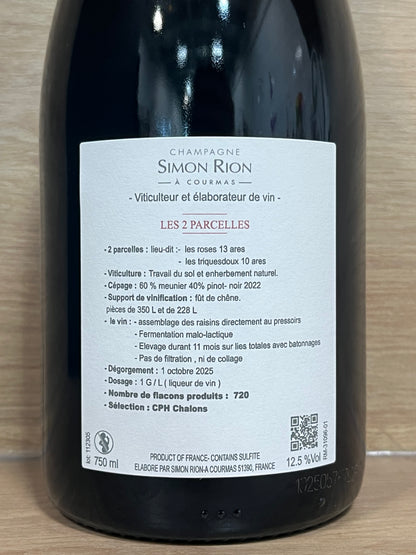 CHAMPAGNE
SIMON RION
À COURMAS
- Viticulteur et élaborateur de vin -
LES 2 PARCELLES
- 2 parcelles : lieu-dit :- les roses 13 ares
- les triquesdoux 10 ares
- Viticulture : Travail du sol et enherbement naturel.
- Cépage : 60 % meunier 40% pinot- noir 2022
- Support de vinification : fût de chêne.
pièces de 350 L et de 228 L
- le vin : - assemblage des raisins directement au pressoirs
- Fermentation malo-lactique
- Elevage durant 11 mois sur lies totales avec batonnages
- Pas de filtration , ni de collage
- Dégorgement : 1 octobre 2025
- Dosage : 1 G / L ( liqueur de vin )
- Nombre de flacons produits : 720
- Sélection : CPH Chalons
lot: 112305
750 ml
PRODUCT OF FRANCE- CONTAINS SULFITE
ELABORE PAR SIMON RION-A COURMAS 51390, FRANCE
12.5 %Vol
RM-31096-01